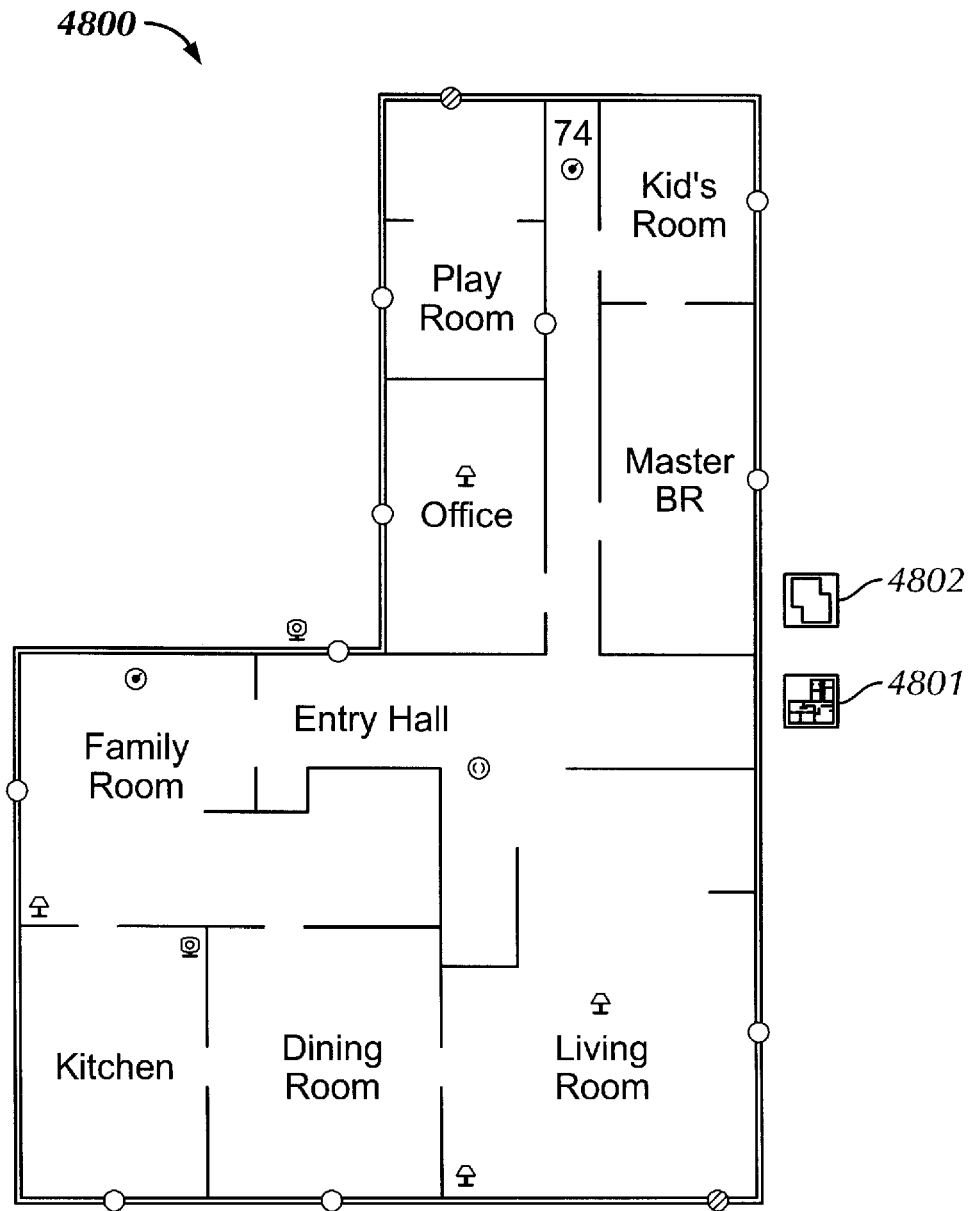 4800
74
Kid's
Room
Play
Room
Master
BR
Office
4802
4801
Entry Hall
Family
Room
Kitchen
Dining
Room
Living
Room